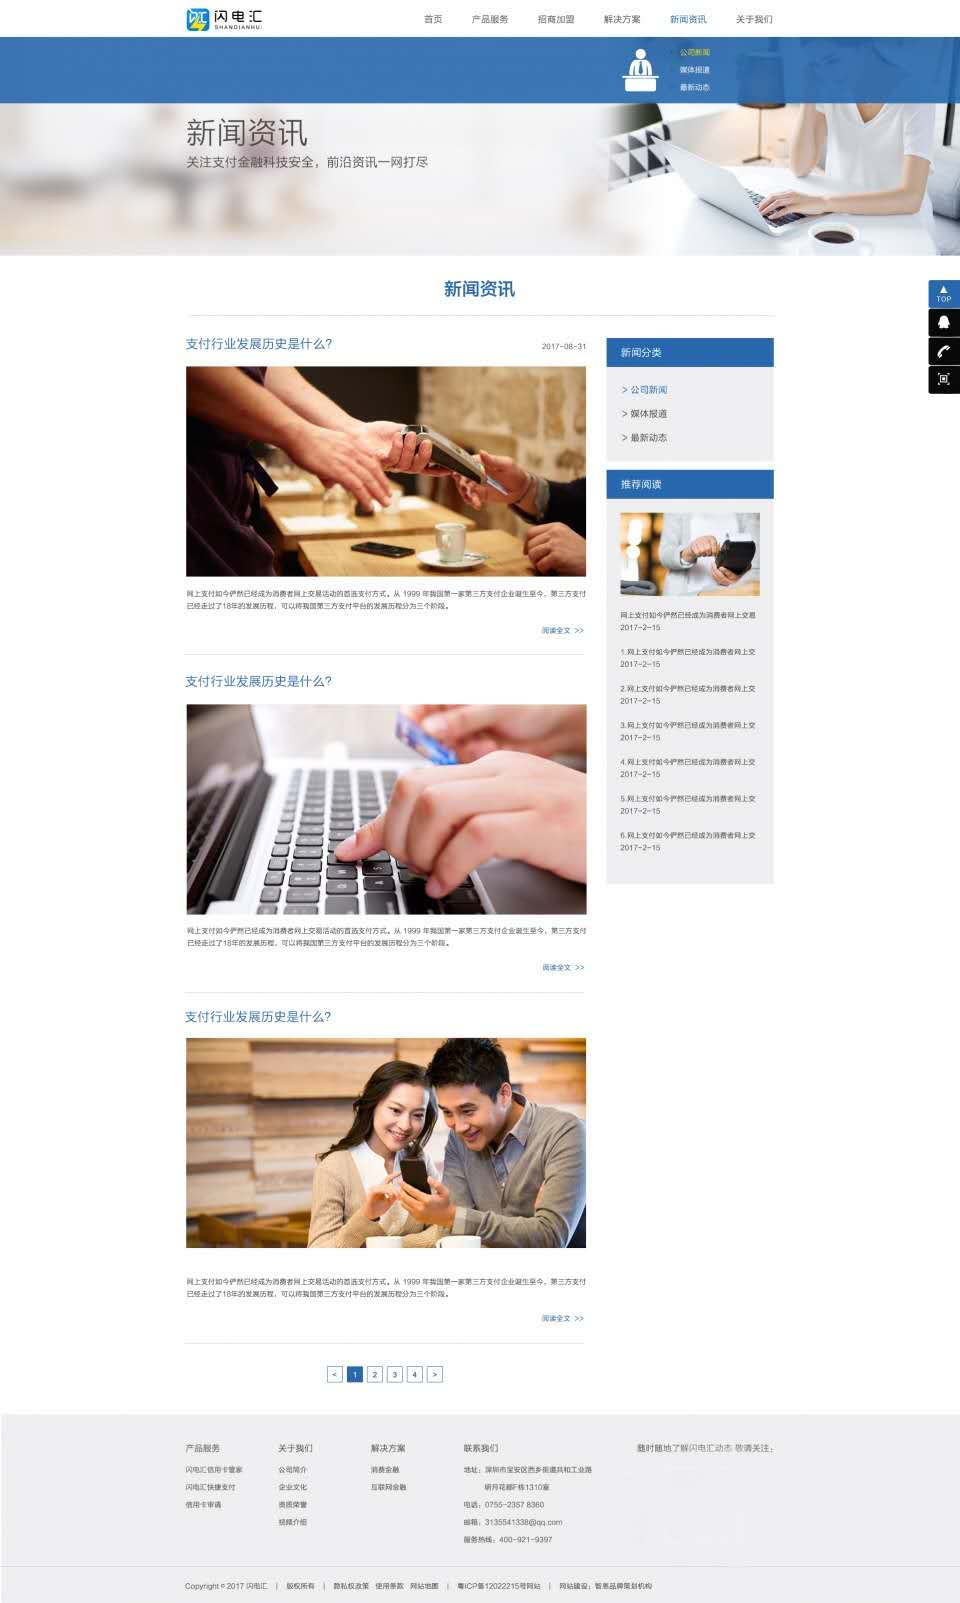 闪电汇
SHANDIANHUI
首页 产品服务 招商加盟 解决方案 新闻资讯 关于我们
公司新闻
媒体报道
最新动态
新闻资讯
关注支付金融科技安全，前沿资讯一网打尽
新闻资讯
TOP
支付行业发展历史是什么？
2017-08-31
网上支付如今俨然已经成为消费者网上交易活动的首选支付方式。从 1999 年我国第一家第三方支付企业诞生至今，第三方支付
已经走过了18年的发展历程，可以将我国第三方支付平台的发展历程分为三个阶段。
阅读全文 >>
支付行业发展历史是什么？
网上支付如今俨然已经成为消费者网上交易活动的首选支付方式。从 1999 年我国第一家第三方支付企业诞生至今，第三方支付
已经走过了18年的发展历程，可以将我国第三方支付平台的发展历程分为三个阶段。
阅读全文 >>
支付行业发展历史是什么？
网上支付如今俨然已经成为消费者网上交易活动的首选支付方式。从 1999 年我国第一家第三方支付企业诞生至今，第三方支付
已经走过了18年的发展历程，可以将我国第三方支付平台的发展历程分为三个阶段。
阅读全文 >>
< 1 2 3 4 >
新闻分类
> 公司新闻
> 媒体报道
> 最新动态
推荐阅读
网上支付如今俨然已经成为消费者网上交易
2017-2-15
1.网上支付如今俨然已经成为消费者网上交
2017-2-15
2.网上支付如今俨然已经成为消费者网上交
2017-2-15
3.网上支付如今俨然已经成为消费者网上交
2017-2-15
4.网上支付如今俨然已经成为消费者网上交
2017-2-15
5.网上支付如今俨然已经成为消费者网上交
2017-2-15
6.网上支付如今俨然已经成为消费者网上交
2017-2-15
产品服务
闪电汇信用卡管家
闪电汇快捷支付
信用卡申请
关于我们
公司简介
企业文化
资质荣誉
视频介绍
解决方案
消费金融
互联网金融
联系我们
地址：深圳市宝安区西乡街道共和工业路
明月花都F栋1310室
电话：0755-2357 8360
邮箱：3135541338@qq.com
服务热线：400-921-9397
随时随地了解闪电汇动态 敬请关注：
Copyright © 2017 闪电汇 | 版权所有 | 隐私权政策 使用条款 网站地图 | 粤ICP备12022215号网站 | 网站建设：智恩品牌策划机构